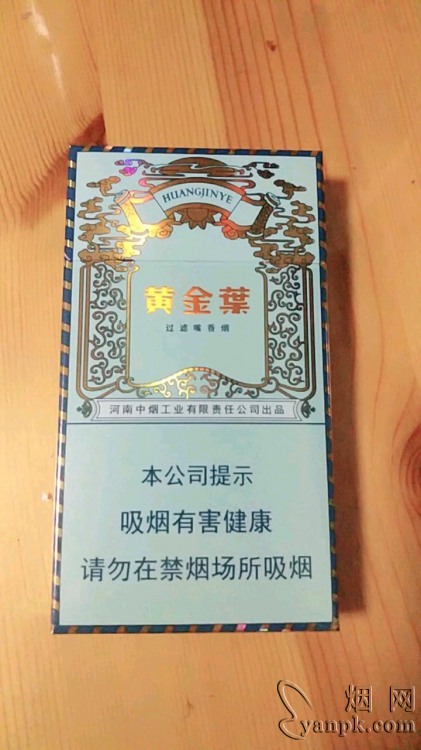 HUANGJINYE
黄金葉
过滤嘴香烟
河南中烟工业有限责任公司出品
本公司提示
吸烟有害健康
请勿在禁烟场所吸烟
烟网
yanpk.com